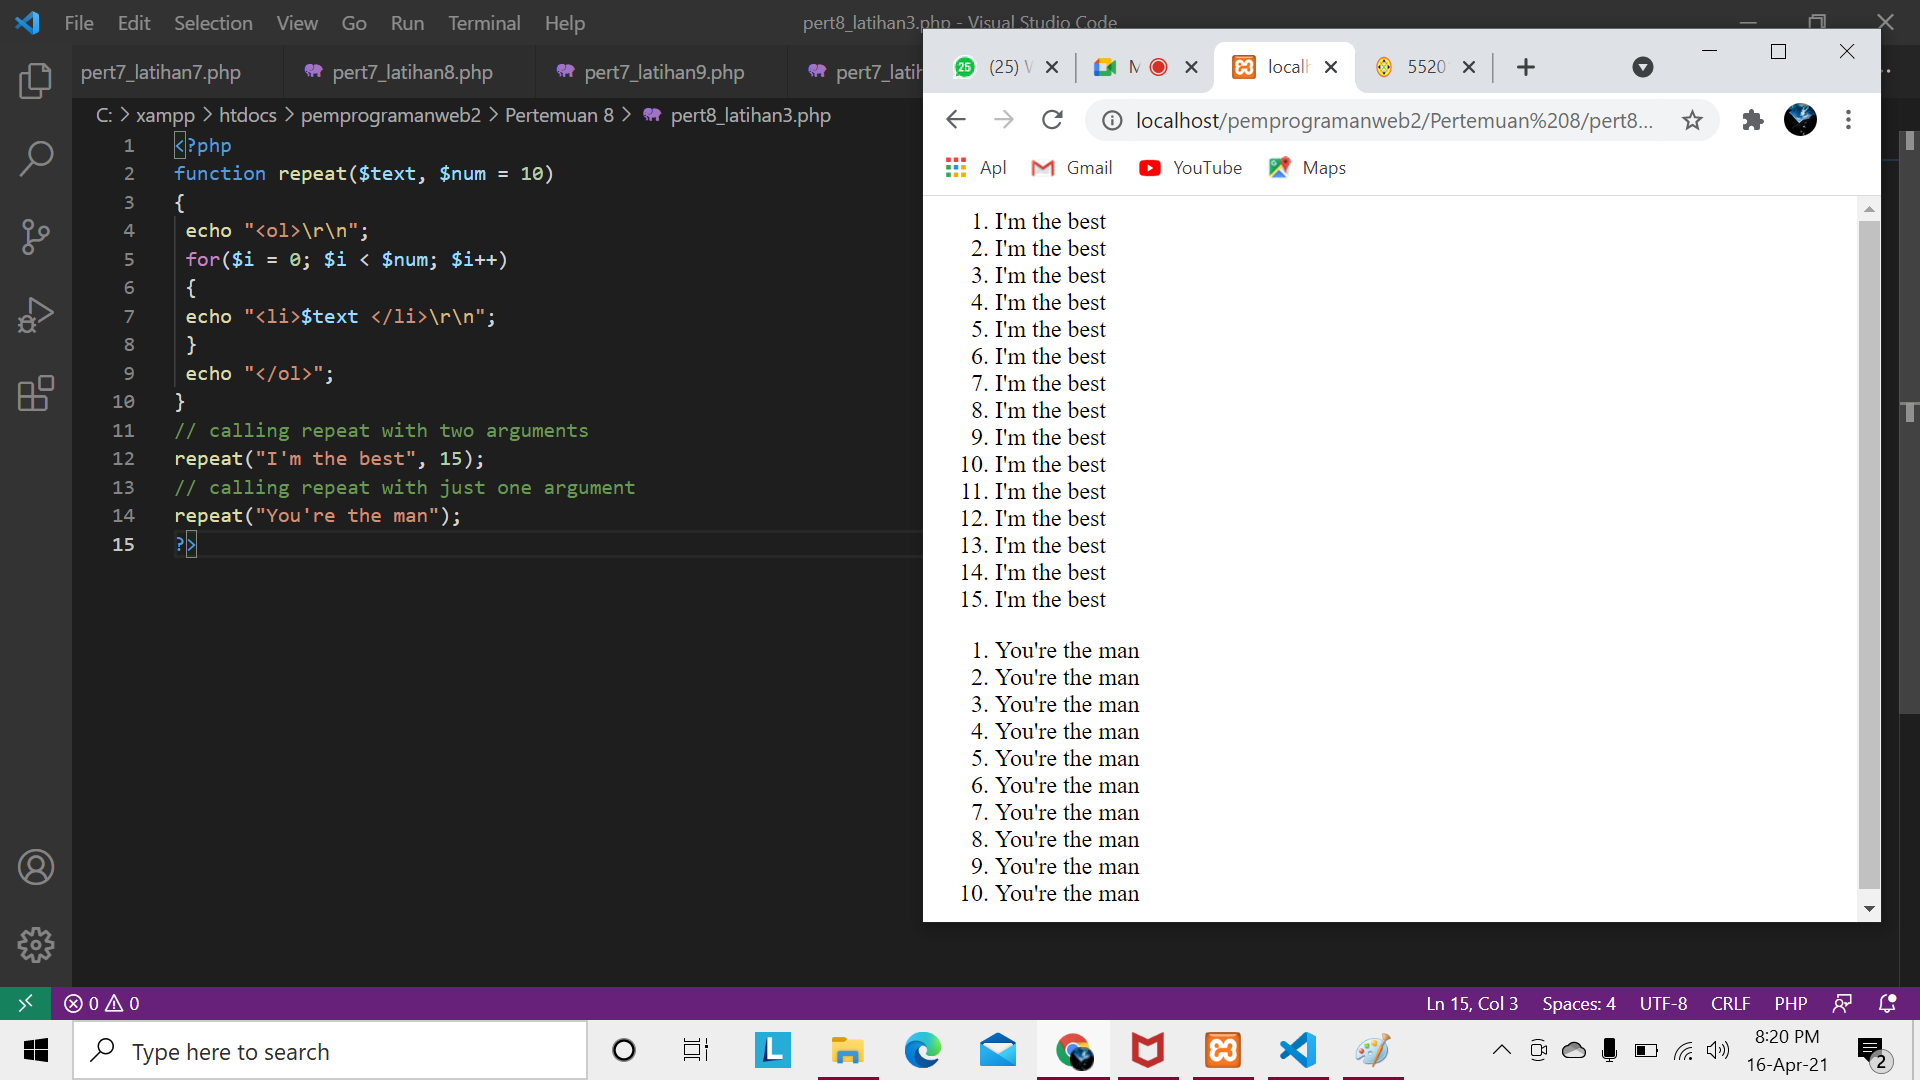 File Edit Selection View Go Run Terminal Help
pert8_latihan3.php - Visual Studio Code
pert7_latihan7.php pert7_latihan8.php pert7_latihan9.php pert7_latih
C: > xampp > htdocs > pemprogramanweb2 > Pertemuan 8 > pert8_latihan3.php
1 <?php
2 function repeat($text, $num = 10)
3 {
4 echo "<ol>\r\n";
5 for($i = 0; $i < $num; $i++)
6 {
7 echo "<li>$text </li>\r\n";
8 }
9 echo "</ol>";
10 }
11 // calling repeat with two arguments
12 repeat("I'm the best", 15);
13 // calling repeat with just one argument
14 repeat("You're the man");
15 ?>
25 (25) W M localh 5520
localhost/pemprogramanweb2/Pertemuan%208/pert8...
Apl Gmail YouTube Maps
1. I'm the best
2. I'm the best
3. I'm the best
4. I'm the best
5. I'm the best
6. I'm the best
7. I'm the best
8. I'm the best
9. I'm the best
10. I'm the best
11. I'm the best
12. I'm the best
13. I'm the best
14. I'm the best
15. I'm the best
1. You're the man
2. You're the man
3. You're the man
4. You're the man
5. You're the man
6. You're the man
7. You're the man
8. You're the man
9. You're the man
10. You're the man
0 0 Ln 15, Col 3 Spaces: 4 UTF-8 CRLF PHP
Type here to search
L
8:20 PM
16-Apr-21
2